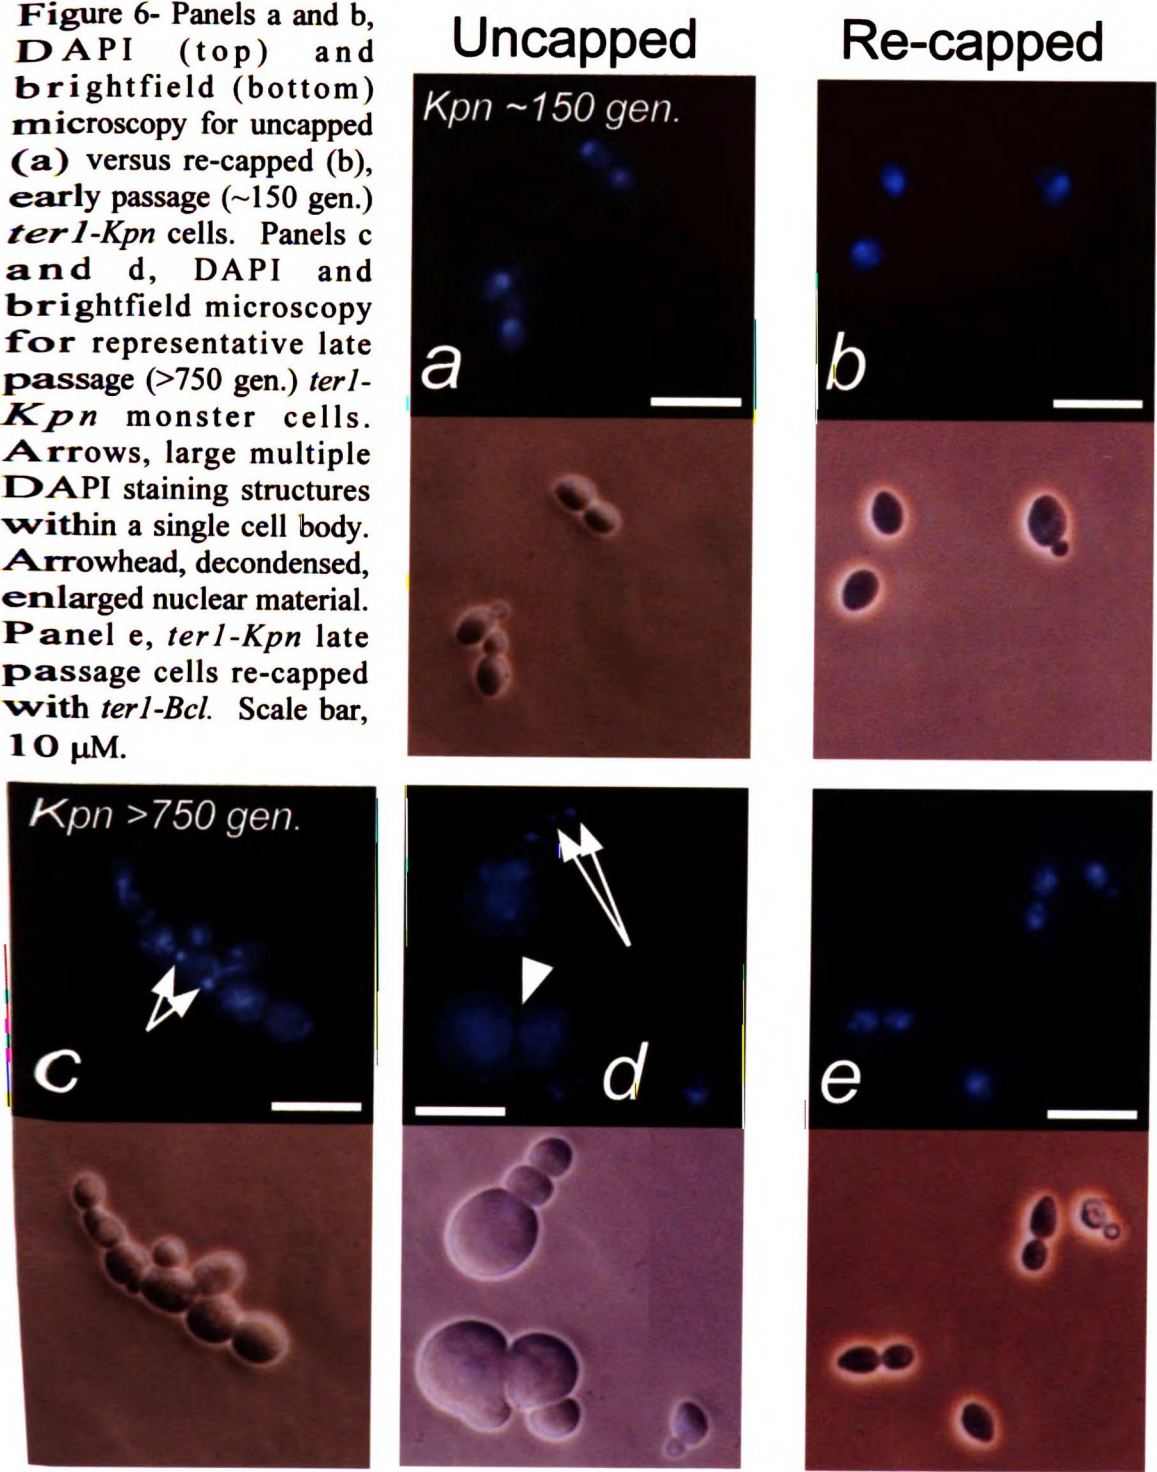 Figure 6- Panels a and b,
DAPI (top) and
brightfield (bottom)
microscopy for uncapped
(a) versus re-capped (b),
early passage (~150 gen.)
ter1-Kpn cells. Panels c
and d, DAPI and
brightfield microscopy
for representative late
passage (>750 gen.) ter1-
Kpn monster cells.
Arrows, large multiple
DAPI staining structures
within a single cell body.
Arrowhead, decondensed,
enlarged nuclear material.
Panel e, ter1-Kpn late
passage cells re-capped
with ter1-Bcl. Scale bar,
10 µM.
Uncapped
Re-capped
Kpn ~150 gen.
a
b
Kpn >750 gen.
c
d
e